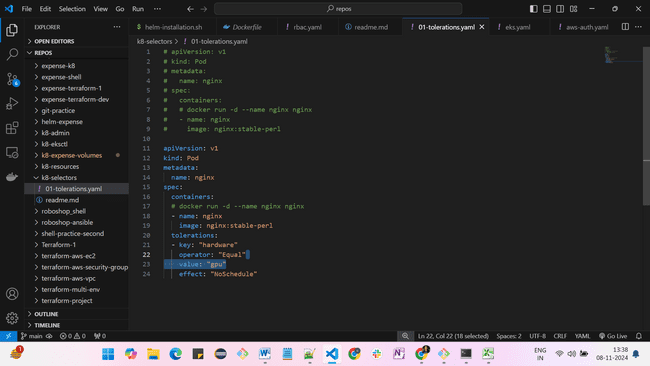 File Edit Selection View Go Run ···
repos
EXPLORER ···
OPEN EDITORS
REPOS
expense-k8
expense-shell
expense-terraform-1
expense-terraform-dev
git-practice
helm-expense
k8-admin
k8-eksctl
k8-expense-volumes
k8-resources
k8-selectors
! 01-tolerations.yaml
readme.md
roboshop_shell
roboshop-ansible
shell-practice-second
Terraform-1
terraform-aws-ec2
terraform-aws-security-group
terraform-aws-vpc
terraform-multi-env
terraform-project
OUTLINE
TIMELINE
$ helm-installation.sh
Dockerfile
! rbac.yaml
readme.md
! 01-tolerations.yaml
! eks.yaml
! aws-auth.yaml
k8-selectors > ! 01-tolerations.yaml
1 # apiVersion: v1
2 # kind: Pod
3 # metadata:
4 #   name: nginx
5 # spec:
6 #   containers:
7 #   # docker run -d --name nginx nginx
8 #   - name: nginx
9 #     image: nginx:stable-perl
10
11 apiVersion: v1
12 kind: Pod
13 metadata:
14   name: nginx
15 spec:
16   containers:
17   # docker run -d --name nginx nginx
18   - name: nginx
19     image: nginx:stable-perl
20   tolerations:
21   - key: "hardware"
22     operator: "Equal"
23     value: "gpu"
24     effect: "NoSchedule"
main
0 0 0
Ln 22, Col 22 (18 selected) Spaces: 2 UTF-8 CRLF YAML Go Live
ENG
IN
13:38
08-11-2024